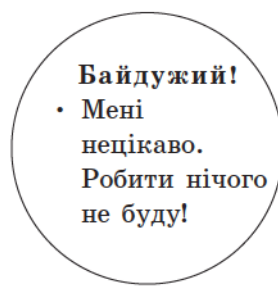 Байдужий!
• Мені
нецікаво.
Робити нічого
не буду!